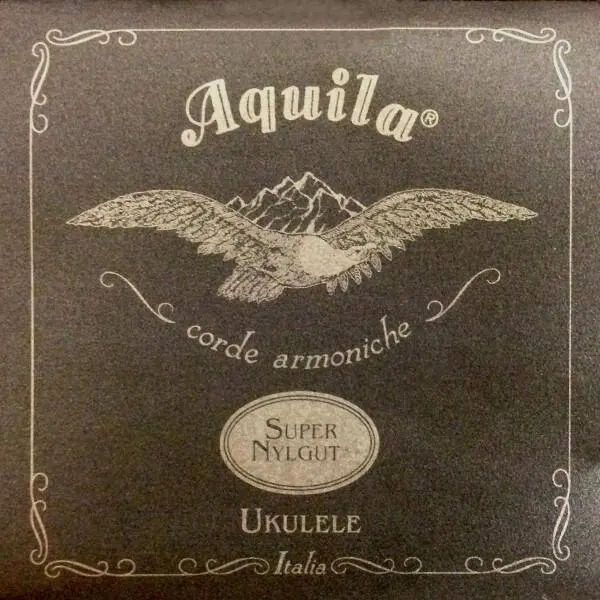 Aquila®
corde armoniche
SUPER
NYLGUT
UKULELE
Italia